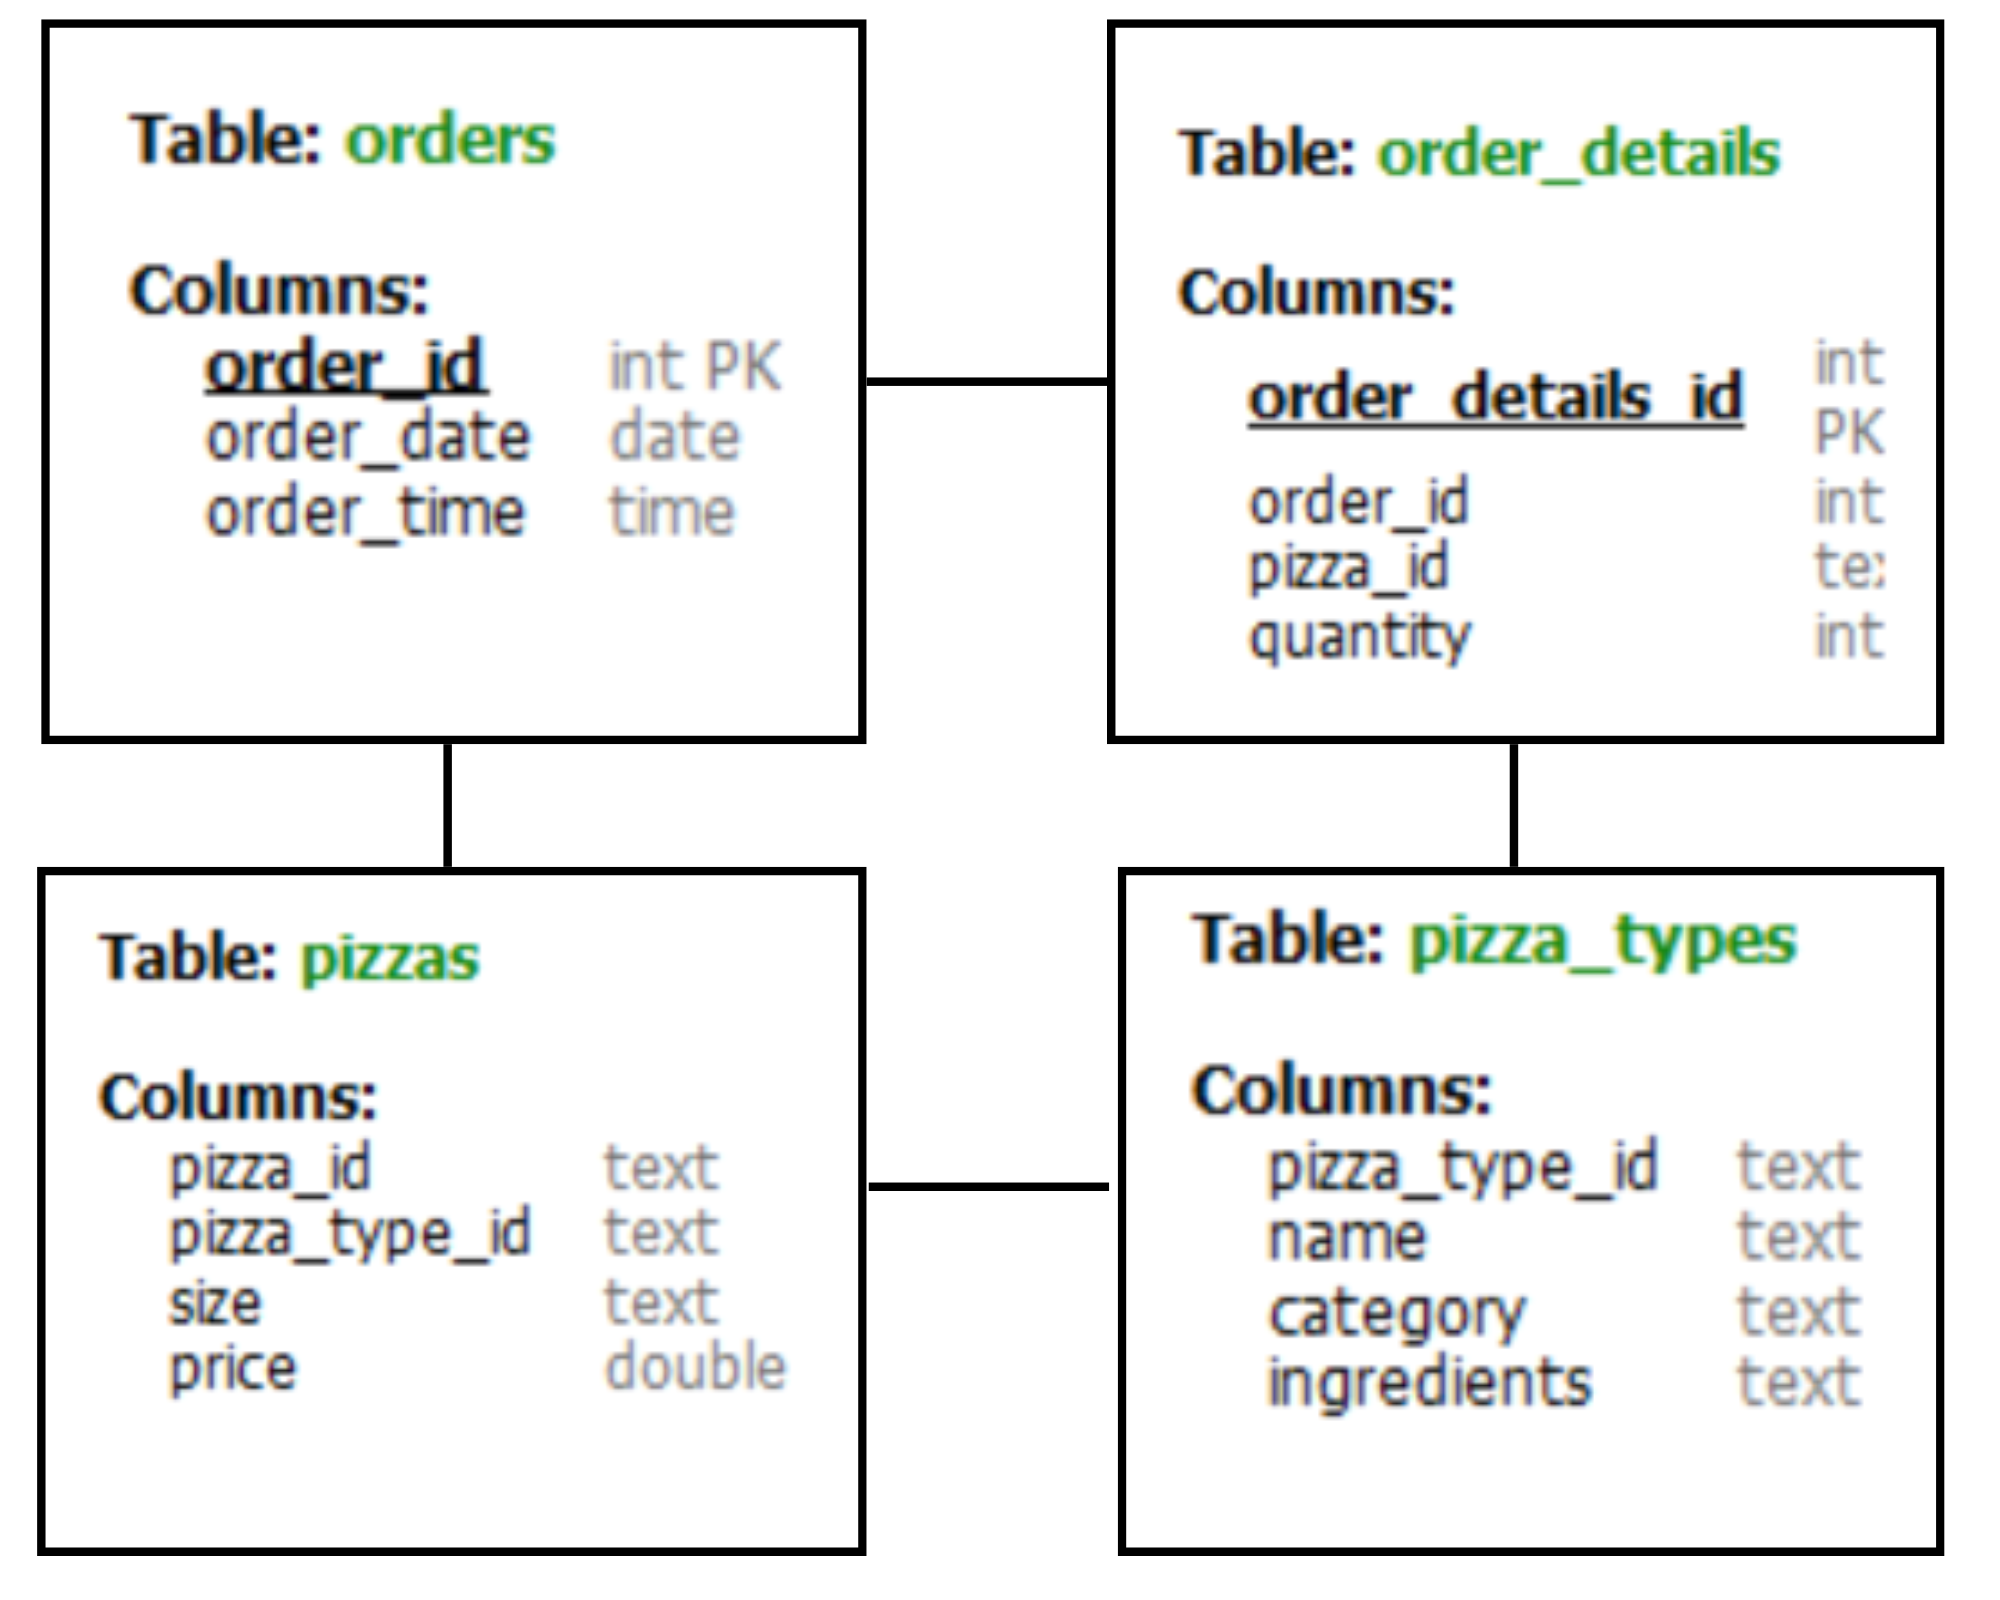 Table: orders
Columns:
order_id int PK
order_date date
order_time time
Table: order_details
Columns:
order_details_id int
PK
order_id int
pizza_id
quantity int
Table: pizzas
Columns:
pizza_id text
pizza_type_id text
size text
price double
Table: pizza_types
Columns:
pizza_type_id text
name text
category text
ingredients text